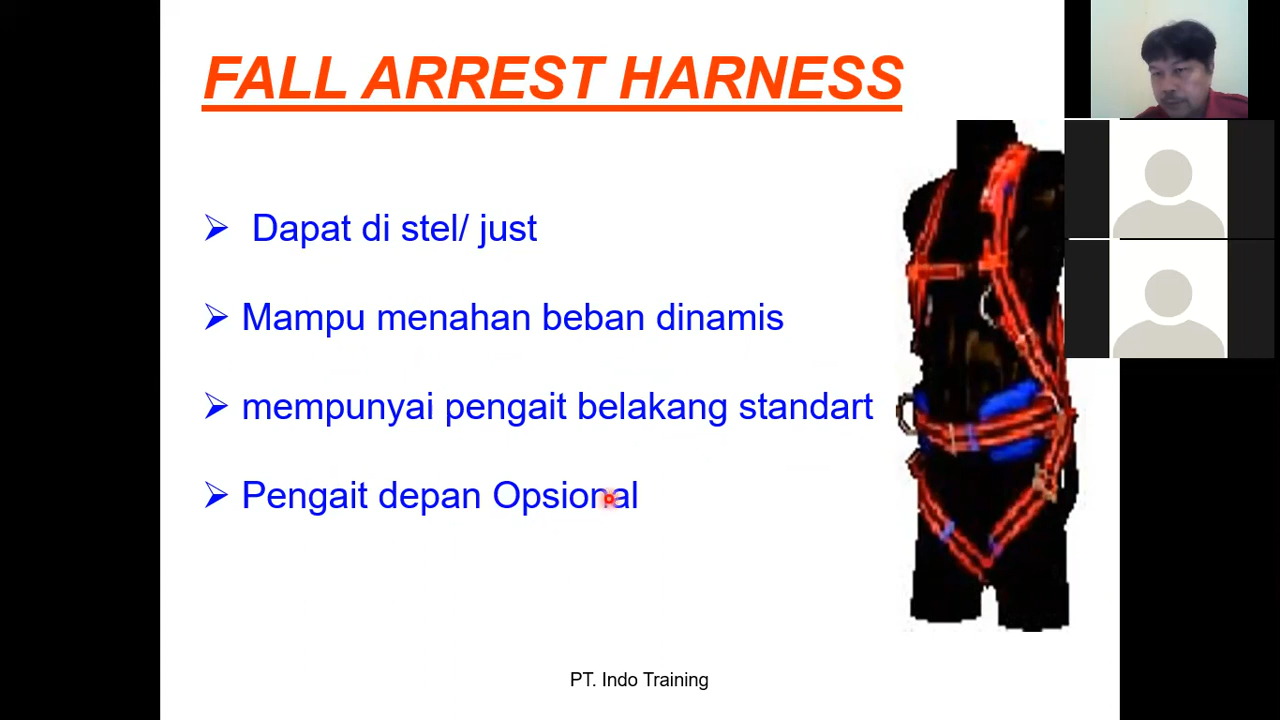 FALL ARREST HARNESS
Dapat di stel/ just
Mampu menahan beban dinamis
mempunyai pengait belakang standart
Pengait depan Opsional
PT. Indo Training